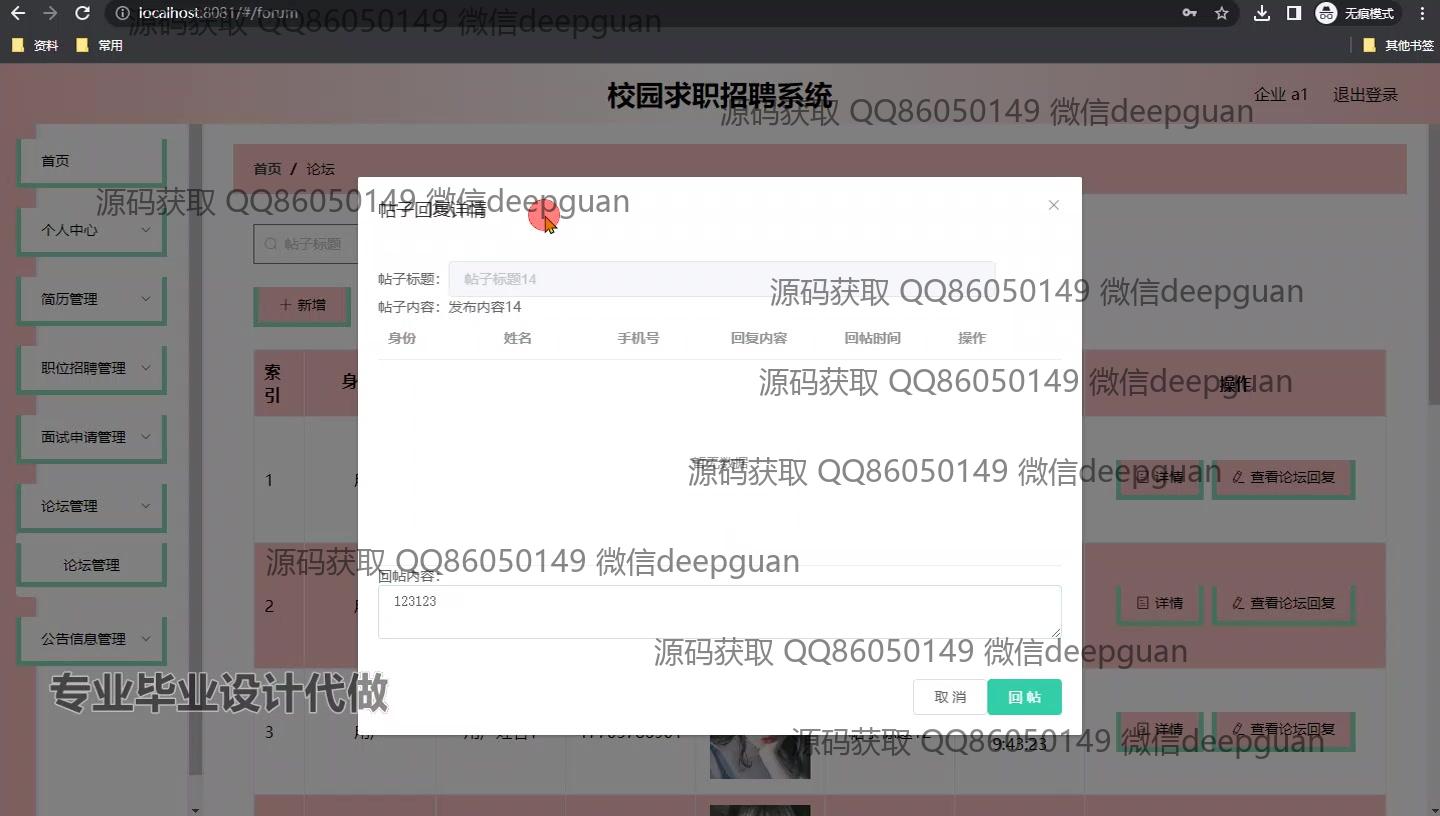 localhost:8081/#/forum
无痕模式
源码获取 QQ86050149 微信deepguan
资料
常用
其他书签
校园求职招聘系统
企业 a1
退出登录
源码获取 QQ86050149 微信deepguan
首页
个人中心
简历管理
职位招聘管理
面试申请管理
论坛管理
论坛管理
公告信息管理
首页 / 论坛
源码获取 QQ86050149 微信deepguan
帖子标题
+ 新增
帖子回复详情
帖子标题: 帖子标题14
源码获取 QQ86050149 微信deepguan
帖子内容: 发布内容14
身份 姓名 手机号 回复内容 回帖时间 操作
源码获取 QQ86050149 微信deepguan
暂无数据
源码获取 QQ86050149 微信deepguan
源码获取 QQ86050149 微信deepguan
回帖内容:
123123
源码获取 QQ86050149 微信deepguan
取 消
回 帖
索引
操作
1
详情
查看论坛回复
2
详情
查看论坛回复
3
9:43:23
详情
查看论坛回复
源码获取 QQ86050149 微信deepguan
专业毕业设计代做